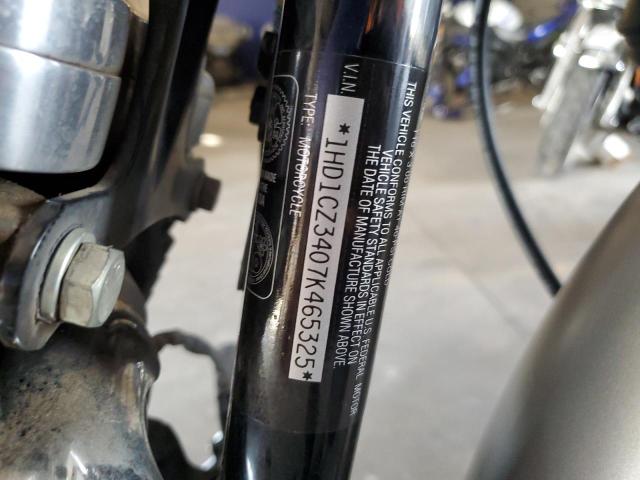 THIS VEHICLE CONFORMS TO ALL APPLICABLE U.S. FEDERAL MOTOR
VEHICLE SAFETY STANDARDS IN EFFECT ON
THE DATE OF MANUFACTURE SHOWN ABOVE.
V.I.N.
*1HD1CZ3407K465325*
TYPE: MOTORCYCLE